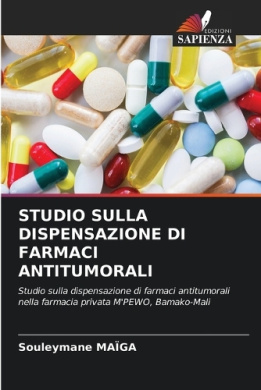 EDIZIONI
SAPIENZA
STUDIO SULLA
DISPENSAZIONE DI
FARMACI
ANTITUMORALI
Studio sulla dispensazione di farmaci antitumorali
nella farmacia privata M'PEWO, Bamako-Mali
Souleymane MAÏGA